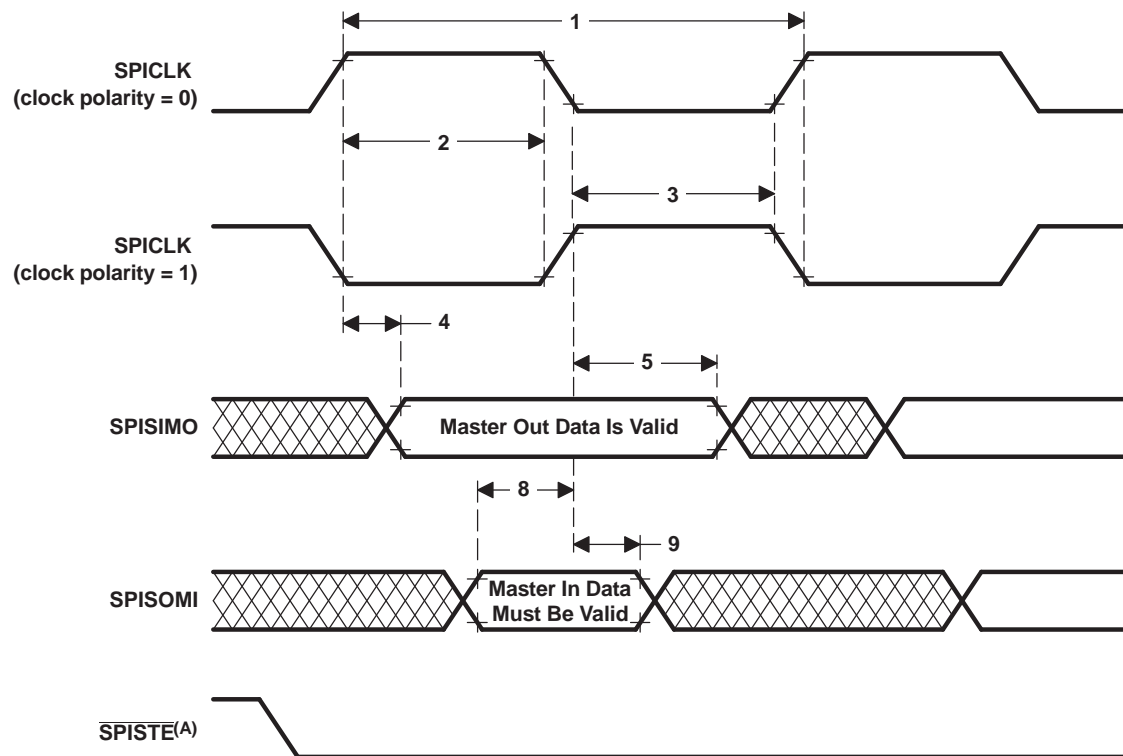 1
SPICLK
(clock polarity = 0)
2
3
SPICLK
(clock polarity = 1)
4
5
SPISIMO
Master Out Data Is Valid
8
9
SPISOMI
Master In Data
Must Be Valid
SPISTE(A)